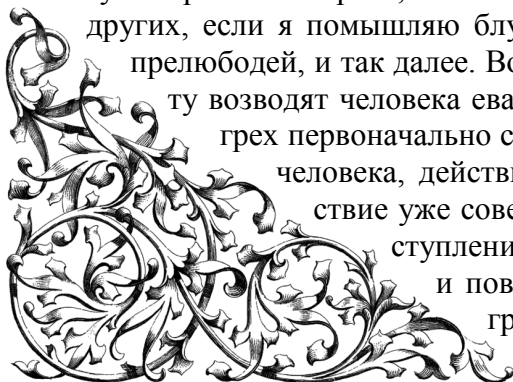 других, если я помышляю блу
прелюбодей, и так далее. Во
ту возводят человека ева
грех первоначально с
человека, действи
ствие уже сове
ступлени
и пов
гр